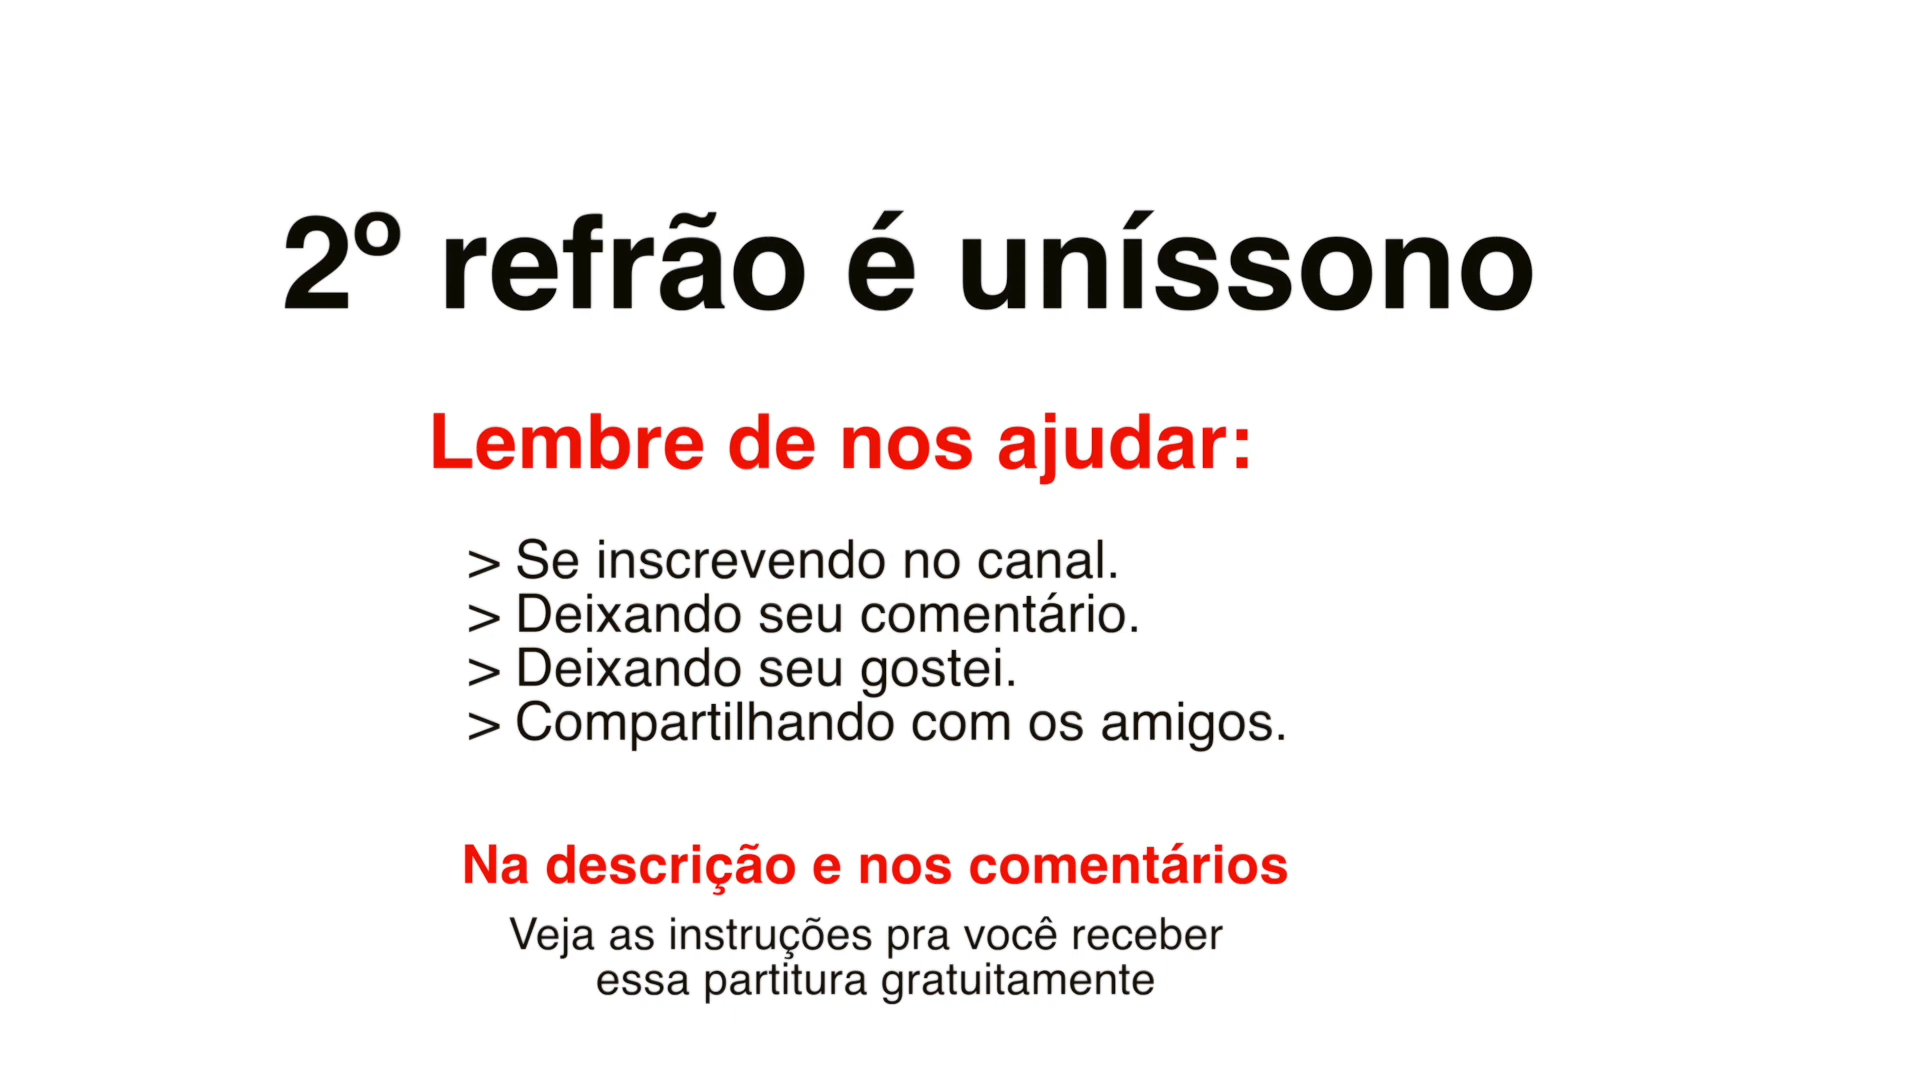 2º refrão é uníssono
Lembre de nos ajudar:
> Se inscrevendo no canal.
> Deixando seu comentário.
> Deixando seu gostei.
> Compartilhando com os amigos.
Na descrição e nos comentários
Veja as instruções pra você receber
essa partitura gratuitamente